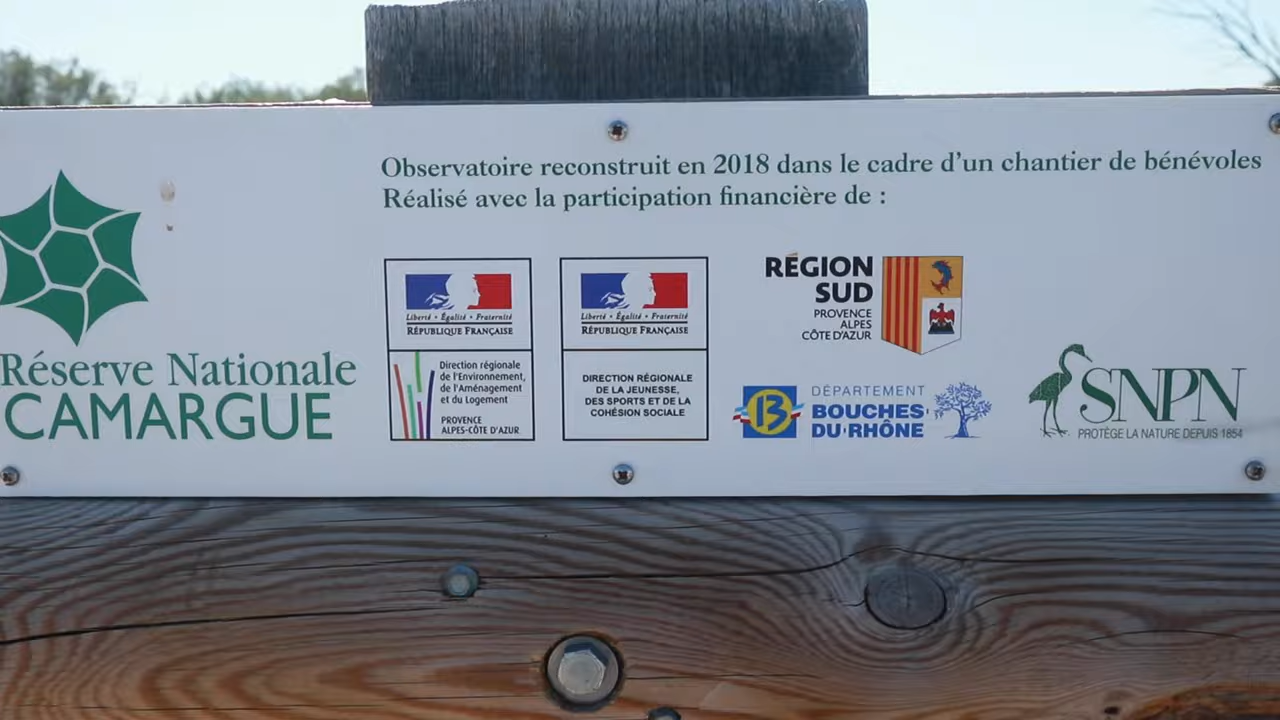 Observatoire reconstruit en 2018 dans le cadre d'un chantier de bénévoles
Réalisé avec la participation financière de :
Réserve Nationale
CAMARGUE
Liberté • Égalité • Fraternité
RÉPUBLIQUE FRANÇAISE
Direction régionale
de l'Environnement,
de l'Aménagement
et du Logement
PROVENCE
ALPES-CÔTE D'AZUR
Liberté • Égalité • Fraternité
RÉPUBLIQUE FRANÇAISE
DIRECTION RÉGIONALE
DE LA JEUNESSE,
DES SPORTS ET DE LA
COHÉSION SOCIALE
RÉGION
SUD
PROVENCE
ALPES
CÔTE D'AZUR
13
DÉPARTEMENT
BOUCHES
DU·RHÔNE
SNPN
PROTÈGE LA NATURE DEPUIS 1854